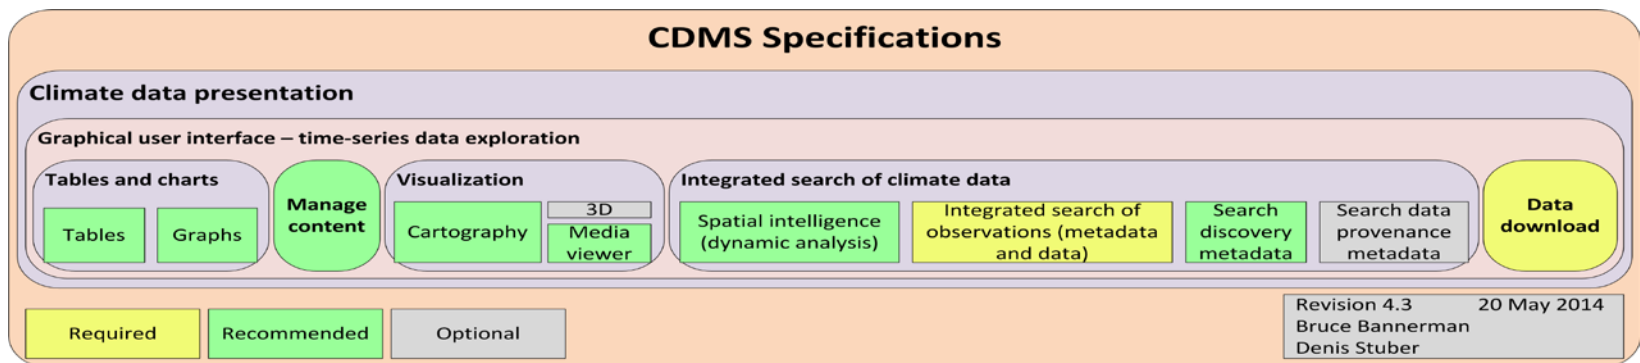 CDMS Specifications
Climate data presentation
Graphical user interface – time-series data exploration
Tables and charts
Tables
Graphs
Manage
content
Visualization
Cartography
3D
Media
viewer
Integrated search of climate data
Spatial intelligence
(dynamic analysis)
Integrated search of
observations (metadata
and data)
Search
discovery
metadata
Search data
provenance
metadata
Data
download
Required
Recommended
Optional
Revision 4.3 20 May 2014
Bruce Bannerman
Denis Stuber